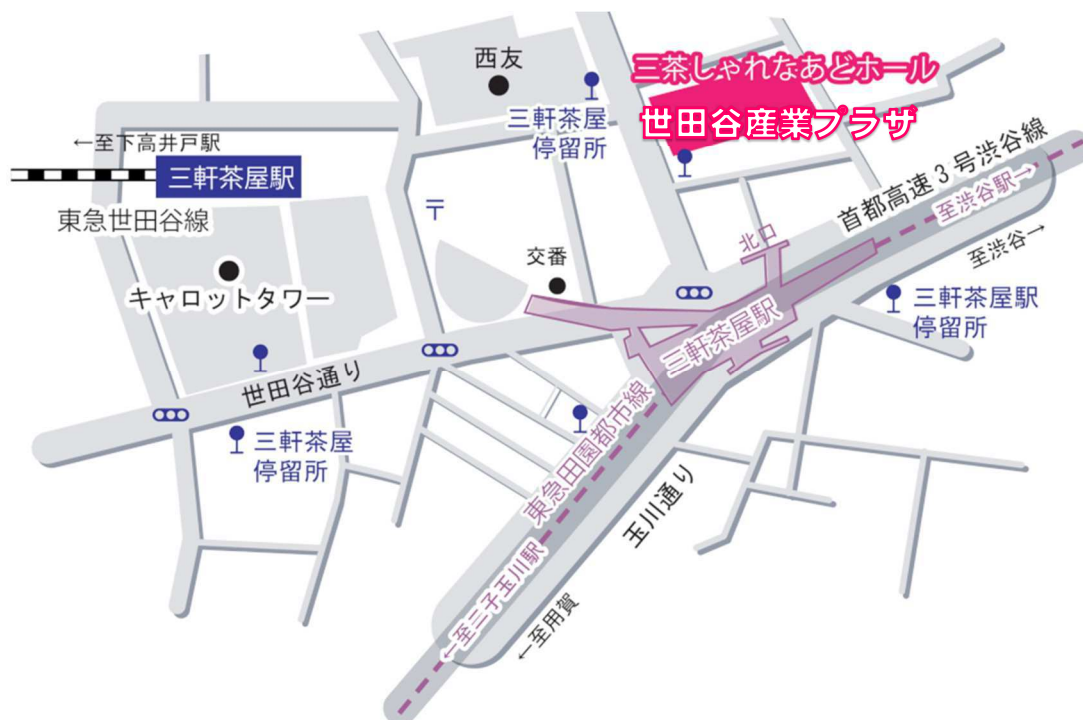 西友
三茶しゃれなあどホール
世田谷産業プラザ
三軒茶屋
停留所
←至下高井戸駅
三軒茶屋駅
東急世田谷線
〒
首都高速3号渋谷線
至渋谷駅→
至渋谷→
北口
交番
キャロットタワー
三軒茶屋駅
三軒茶屋駅
停留所
世田谷通り
三軒茶屋
停留所
東急田園都市線
玉川通り
←至二子玉川駅
←至用賀